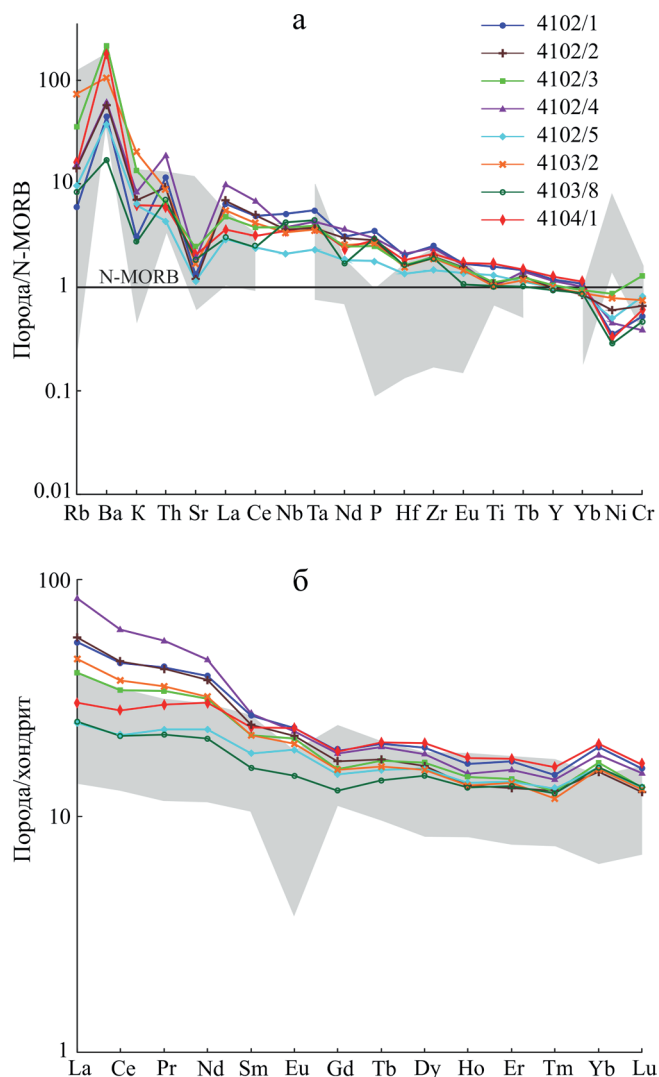 а
4102/1
4102/2
4102/3
4102/4
4102/5
4103/2
4103/8
4104/1
Порода/N-MORB
100
10
1
0.1
0.01
N-MORB
Rb Ba K Th Sr La Ce Nb Ta Nd P Hf Zr Eu Ti Tb Y Yb Ni Cr
б
Порода/хондрит
100
10
1
La Ce Pr Nd Sm Eu Gd Tb Dy Ho Er Tm Yb Lu